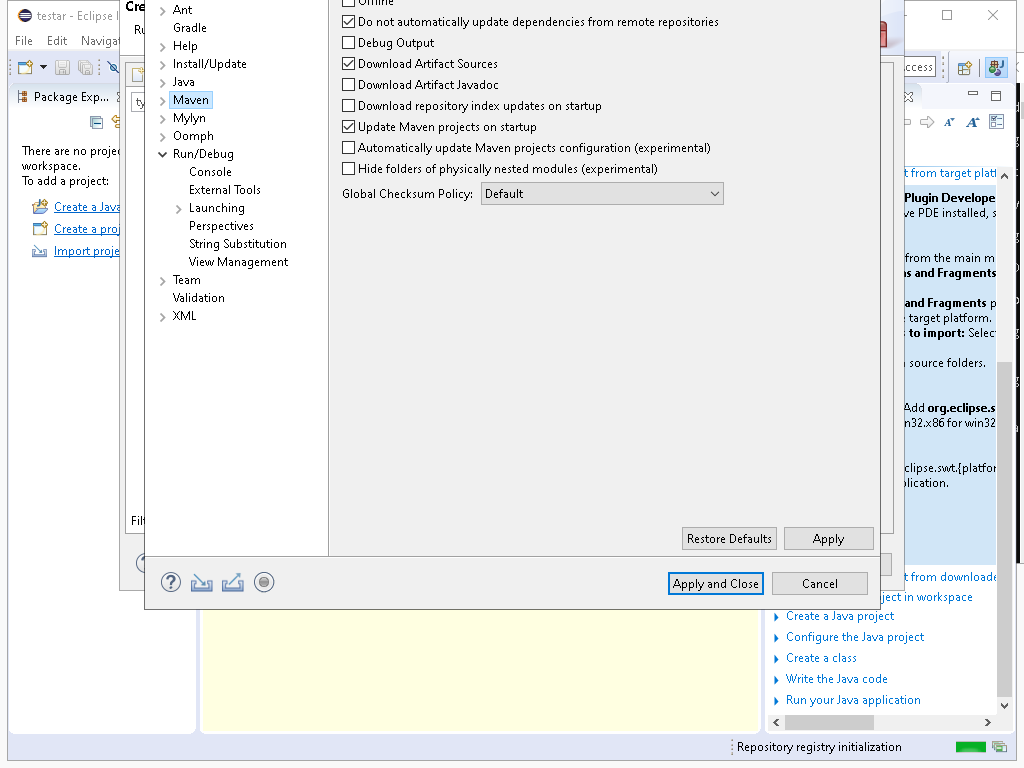 testar - Eclipse I
File
Edit
Navigat
Package Exp...
There are no proje
workspace.
To add a project:
Create a Java
Create a proj
Import proje
Cre
Ru
ty
Filt
Ant
Gradle
Help
Install/Update
Java
Maven
Mylyn
Oomph
Run/Debug
Console
External Tools
Launching
Perspectives
String Substitution
View Management
Team
Validation
XML
Offline
Do not automatically update dependencies from remote repositories
Debug Output
Download Artifact Sources
Download Artifact Javadoc
Download repository index updates on startup
Update Maven projects on startup
Automatically update Maven projects configuration (experimental)
Hide folders of physically nested modules (experimental)
Global Checksum Policy: Default
Restore Defaults
Apply
Apply and Close
Cancel
ccess
t from target platf
Plugin Develope
ve PDE installed, s
from the main m
s and Fragments
and Fragments p
e target platform.
s to import: Selec
source folders.
Add org.eclipse.s
n32.x86 for win32
clipse.swt.{platfor
plication.
t from downloade
ject in workspace
Create a Java project
Configure the Java project
Create a class
Write the Java code
Run your Java application
Repository registry initialization